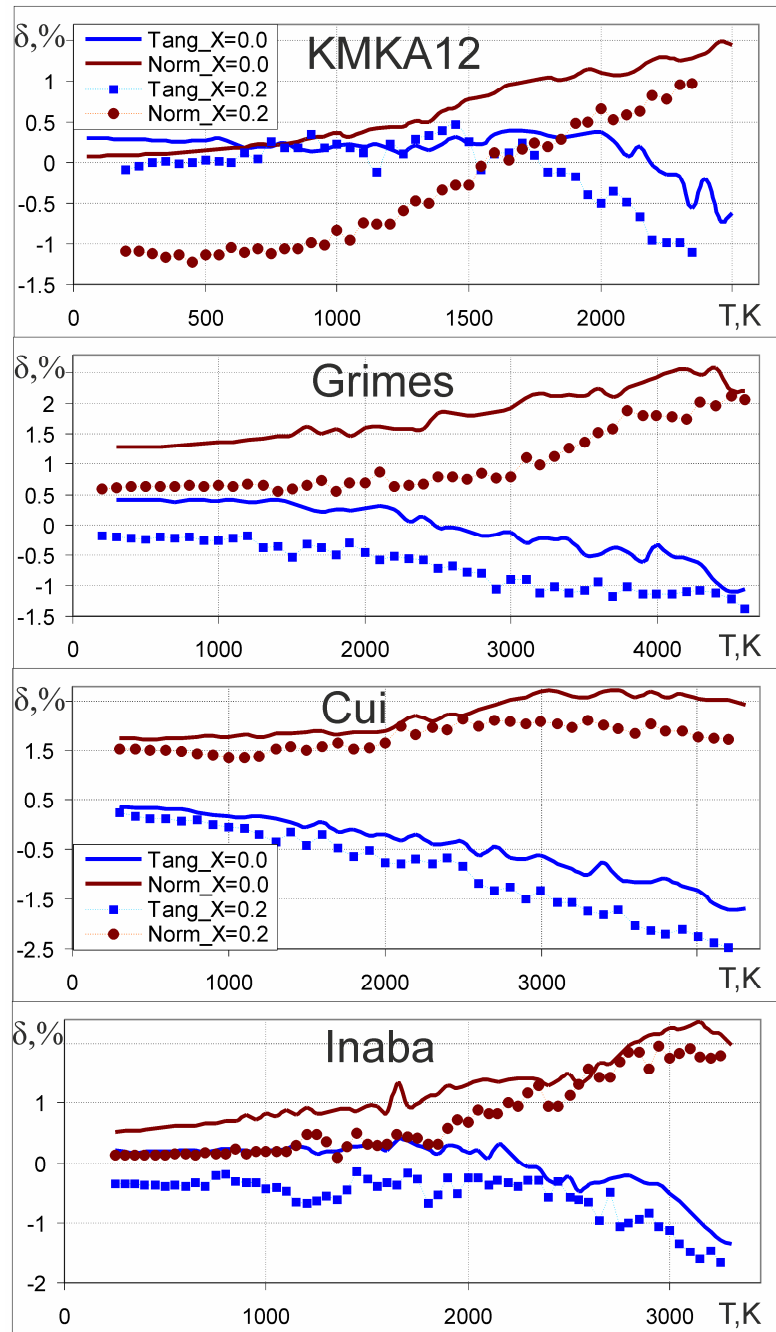 δ,%
KMKA12
Tang_X=0.0
Norm_X=0.0
Tang_X=0.2
Norm_X=0.2
1
0.5
0
-0.5
-1
-1.5
0 500 1000 1500 2000 T,K
δ,%
Grimes
2
1.5
1
0.5
0
-0.5
-1
-1.5
0 1000 2000 3000 4000 T,K
δ,%
Cui
1.5
0.5
-0.5
-1.5
-2.5
Tang_X=0.0
Norm_X=0.0
Tang_X=0.2
Norm_X=0.2
0 1000 2000 3000 T,K
δ,%
Inaba
1
0
-1
-2
0 1000 2000 3000 T,K